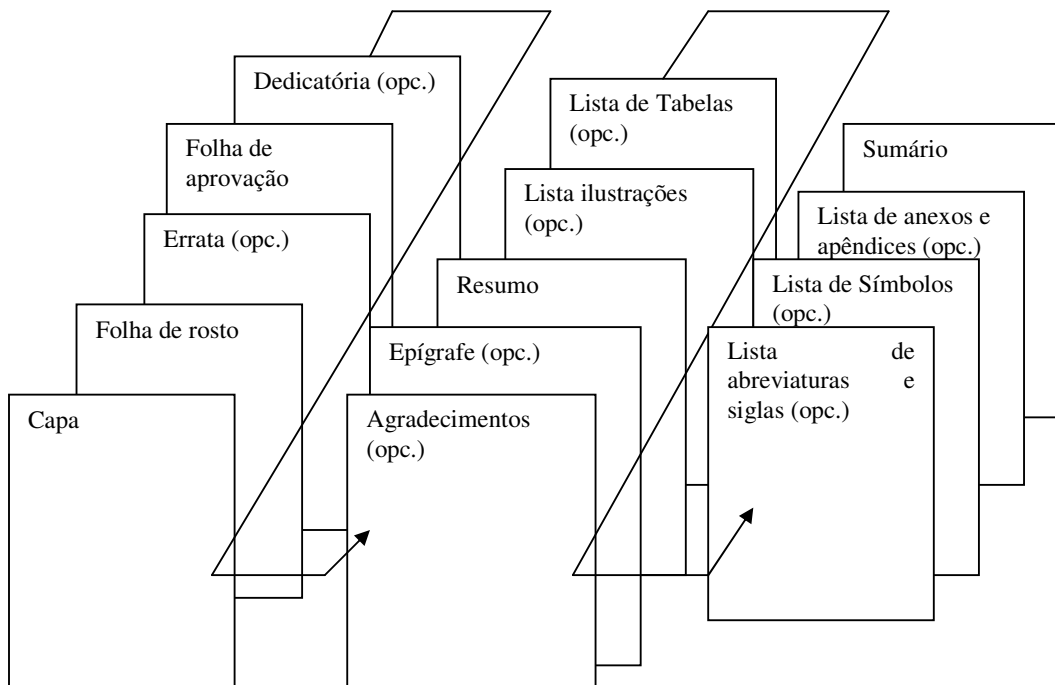 Capa
Folha de rosto
Errata (opc.)
Folha de
aprovação
Dedicatória (opc.)
Agradecimentos
(opc.)
Epígrafe (opc.)
Resumo
Lista ilustrações
(opc.)
Lista de Tabelas
(opc.)
Lista de
abreviaturas e
siglas (opc.)
Lista de Símbolos
(opc.)
Lista de anexos e
apêndices (opc.)
Sumário